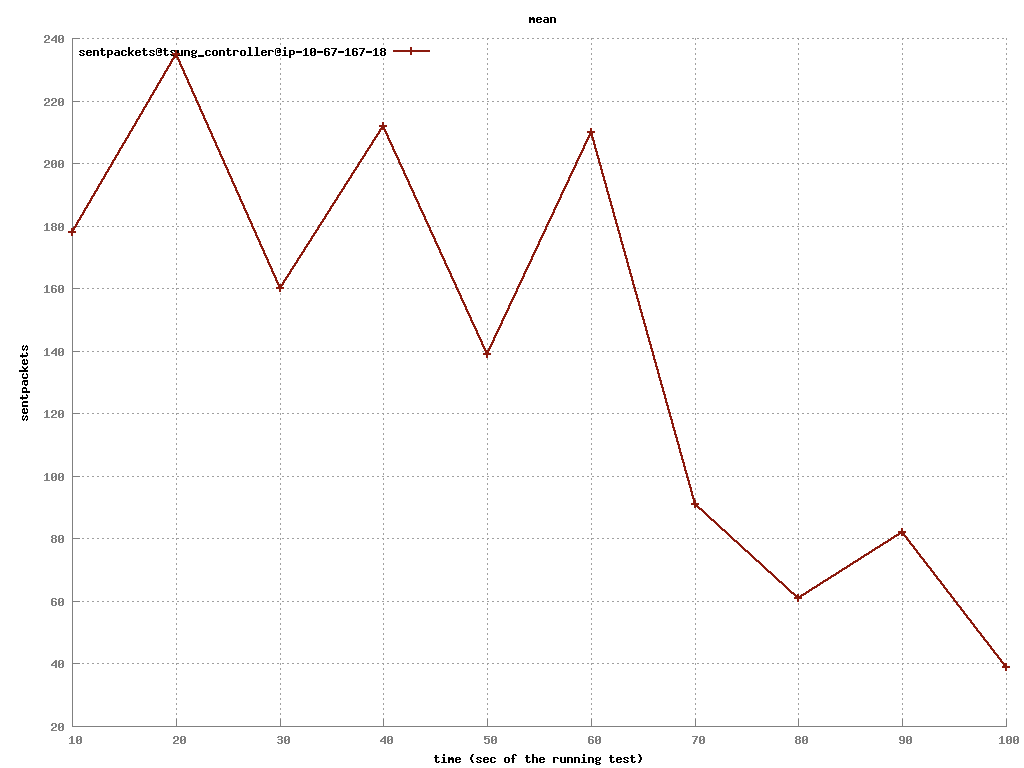 mean
240
sentpackets@tsung_controller@ip-10-67-167-18
220
200
180
160
140
120
100
80
60
40
20
sentpackets
10 20 30 40 50 60 70 80 90 100
time (sec of the running test)